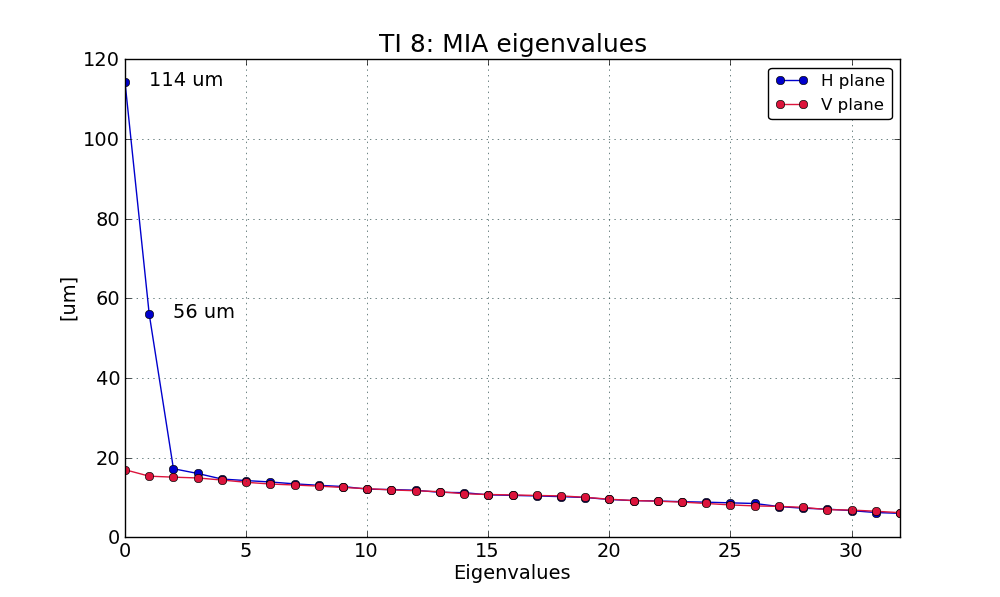 TI 8: MIA eigenvalues
120
100
80
60
40
20
0
[um]
114 um
56 um
H plane
V plane
0 5 10 15 20 25 30
Eigenvalues